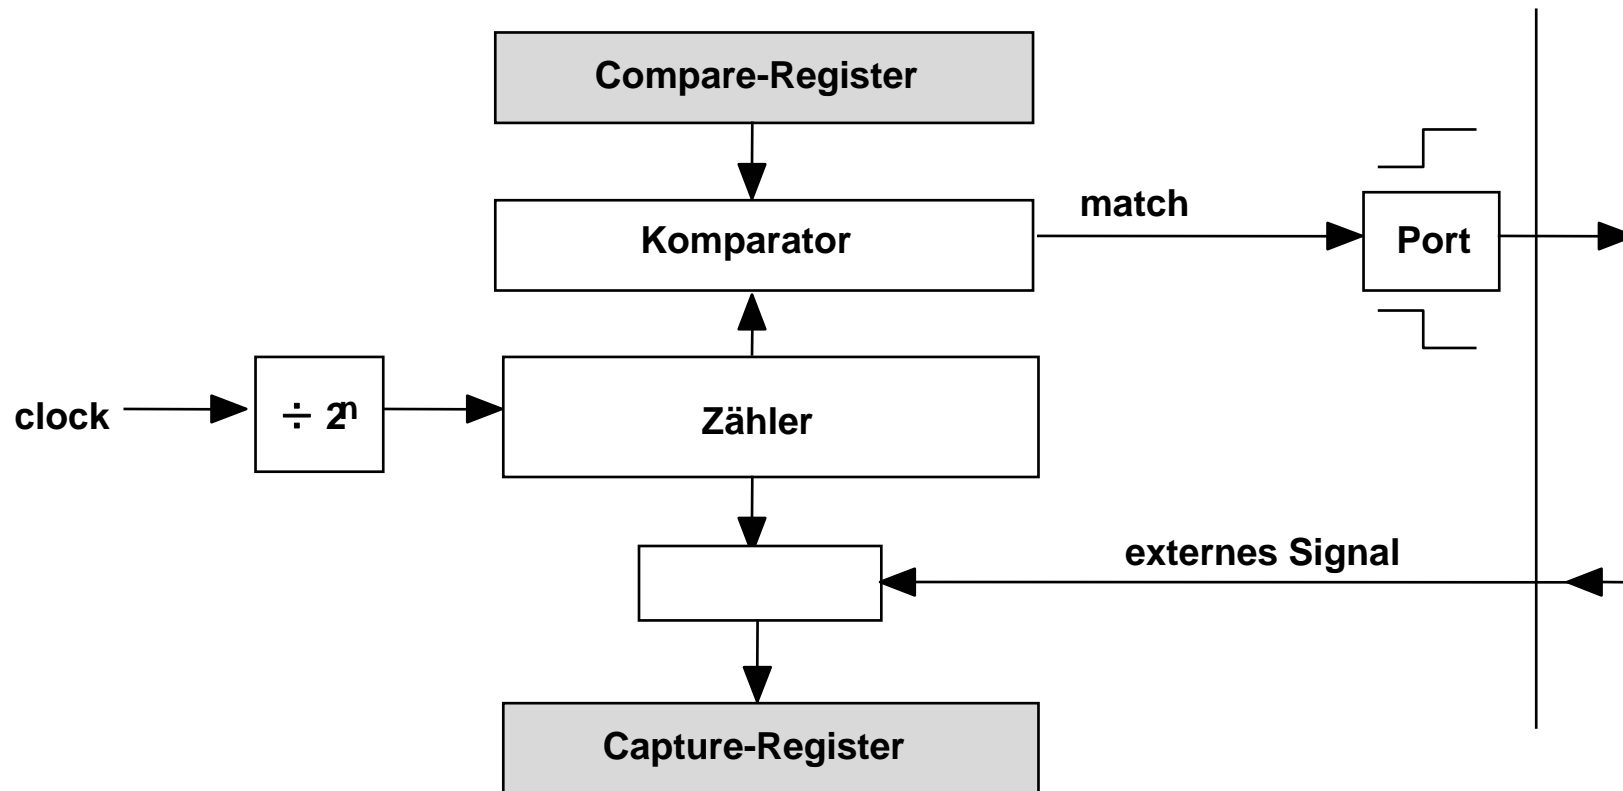 Compare-Register
match
Komparator
Port
clock
÷ 2n
Zähler
externes Signal
Capture-Register